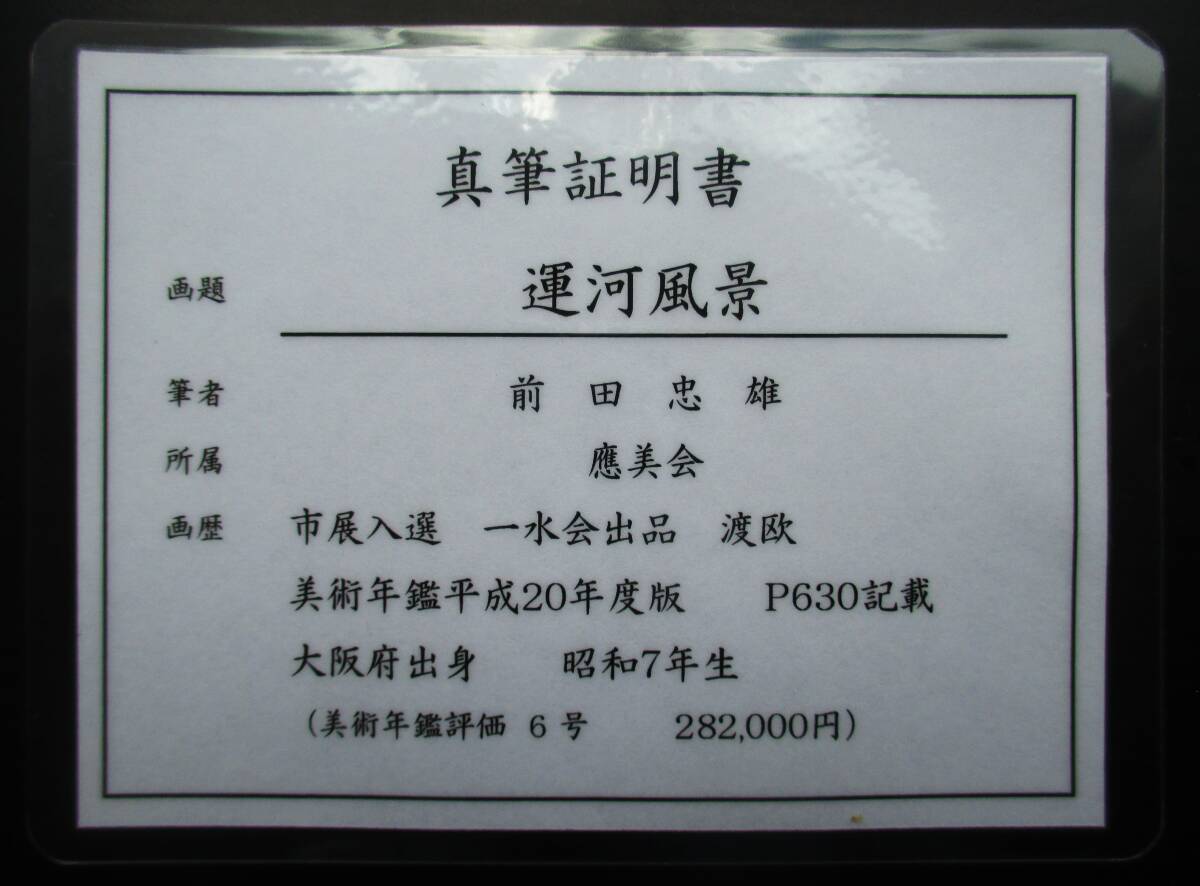 真筆証明書
画題 運河風景
筆者 前田忠雄
所属 應美会
画歴 市展入選 一水会出品 渡欧
美術年鑑平成20年度版 P630記載
大阪府出身 昭和7年生
(美術年鑑評価 6号 282,000円)